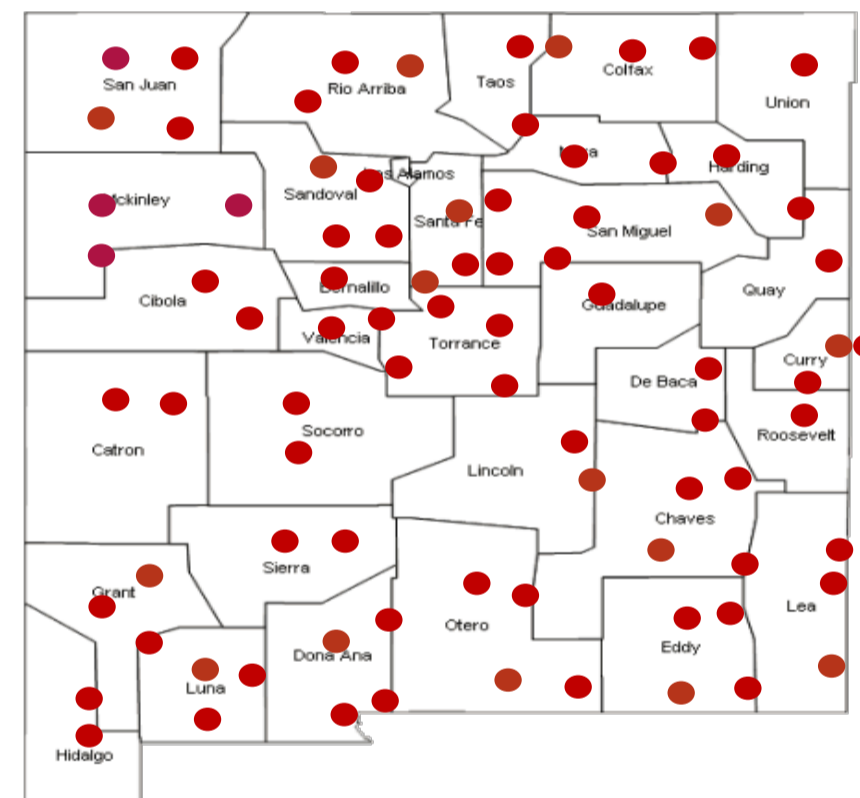 San Juan
Rio Arriba
Taos
Colfax
Union
Harding
Mckinley
Sandoval
Los Alamos
Santa Fe
San Miguel
Quay
Cibola
Bernalillo
Guadalupe
Valencia
Torrance
Curry
De Baca
Roosevelt
Catron
Socorro
Lincoln
Chaves
Sierra
Grant
Lea
Otero
Eddy
Dona Ana
Luna
Hidalgo